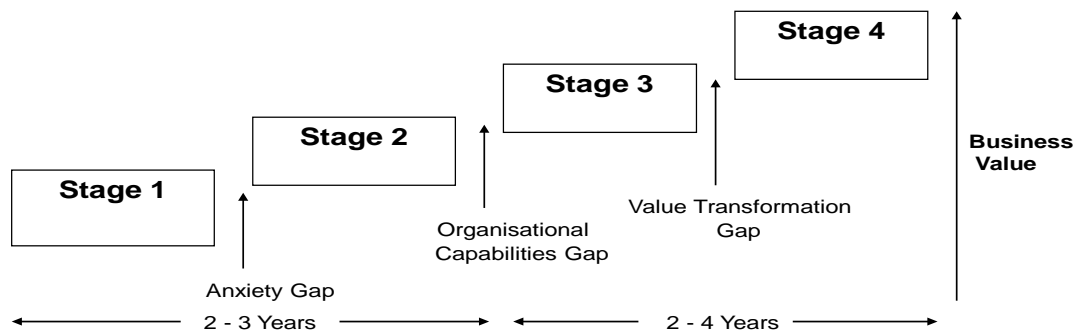 Stage 4
Stage 3
Stage 2
Stage 1
Business
Value
Value Transformation
Gap
Organisational
Capabilities Gap
Anxiety Gap
2 - 3 Years
2 - 4 Years